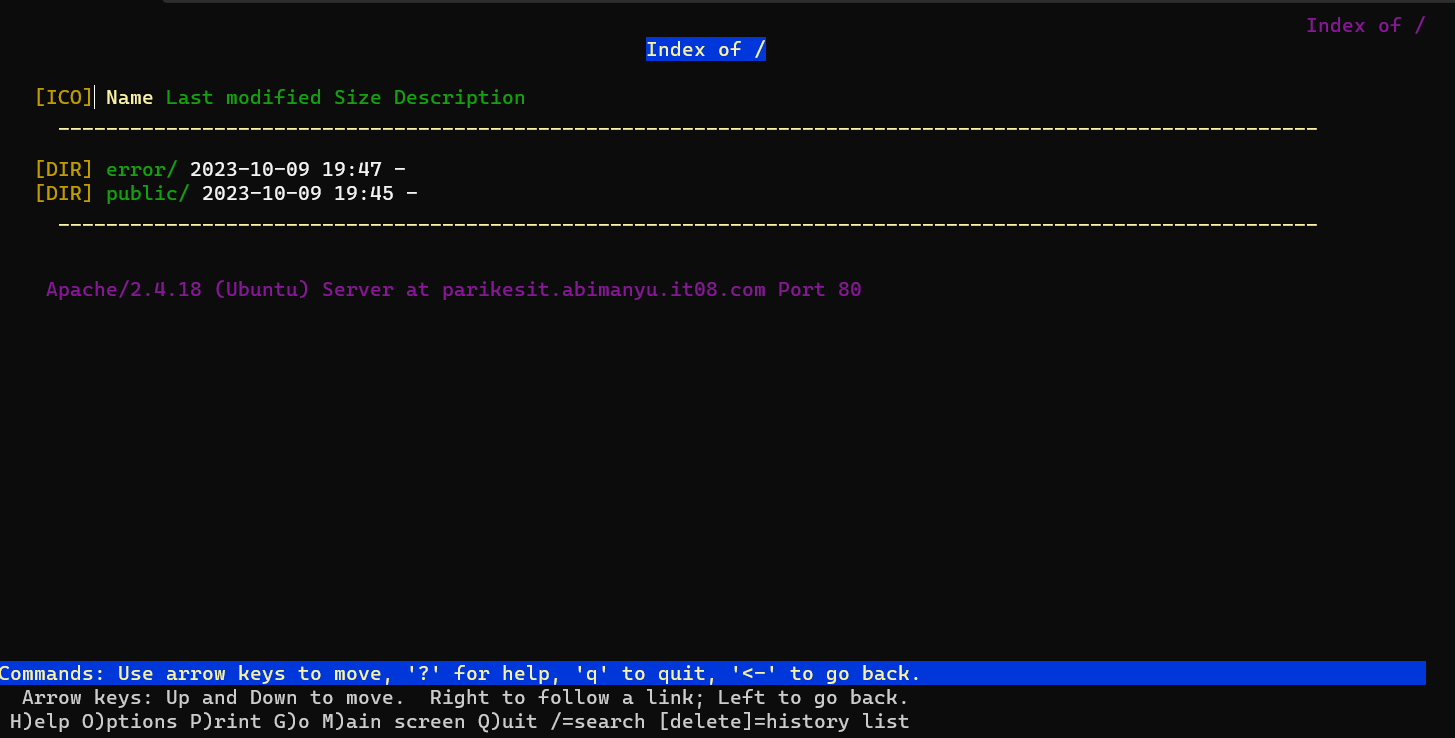 Index of /
Index of /
[ICO] Name Last modified Size Description
---------------------------------------------------------------------------------------------------------
[DIR] error/ 2023-10-09 19:47 -
[DIR] public/ 2023-10-09 19:45 -
---------------------------------------------------------------------------------------------------------
Apache/2.4.18 (Ubuntu) Server at parikesit.abimanyu.it08.com Port 80
Commands: Use arrow keys to move, '?' for help, 'q' to quit, '<-' to go back.
Arrow keys: Up and Down to move.  Right to follow a link; Left to go back.
H)elp O)ptions P)rint G)o M)ain screen Q)uit /=search [delete]=history list